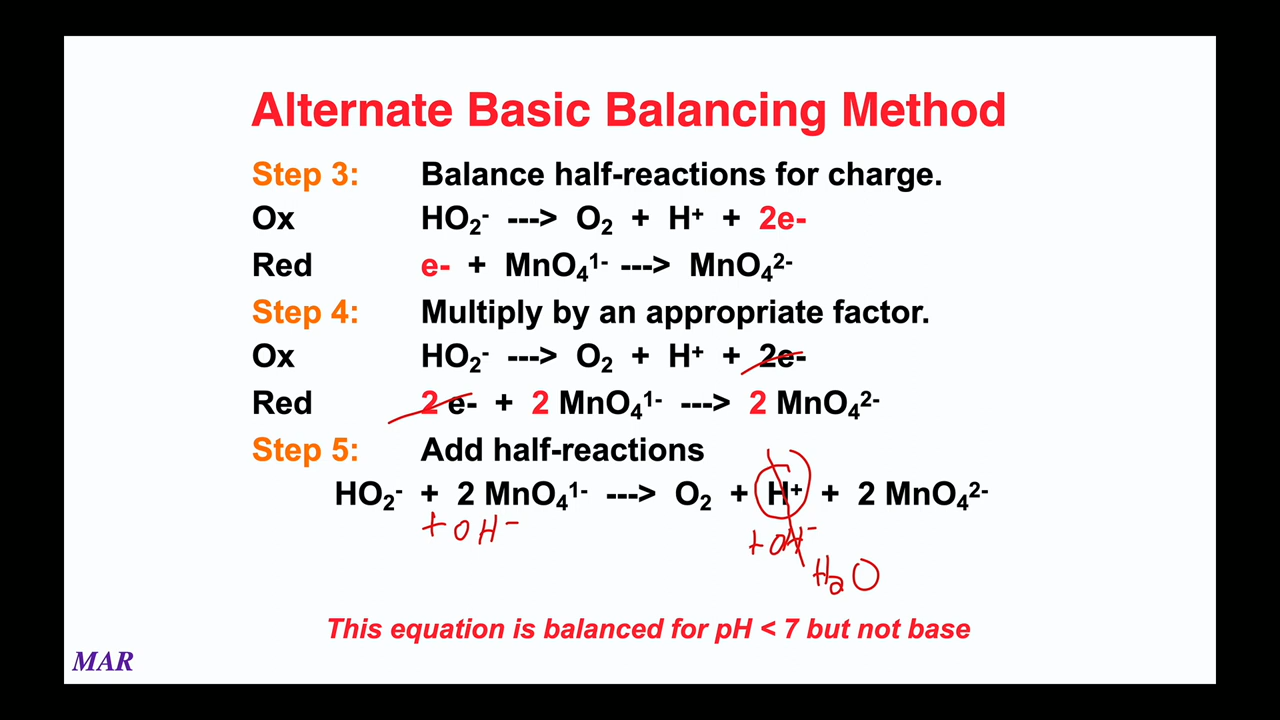 Alternate Basic Balancing Method
Step 3: Balance half-reactions for charge.
Ox HO₂⁻ ---> O₂ + H⁺ + 2e-
Red e- + MnO₄¹⁻ ---> MnO₄²⁻
Step 4: Multiply by an appropriate factor.
Ox HO₂⁻ ---> O₂ + H⁺ + 2e-
Red 2 e- + 2 MnO₄¹⁻ ---> 2 MnO₄²⁻
Step 5: Add half-reactions
HO₂⁻ + 2 MnO₄¹⁻ ---> O₂ + H⁺ + 2 MnO₄²⁻
+ OH⁻ + OH⁻
H₂O
This equation is balanced for pH < 7 but not base
MAR